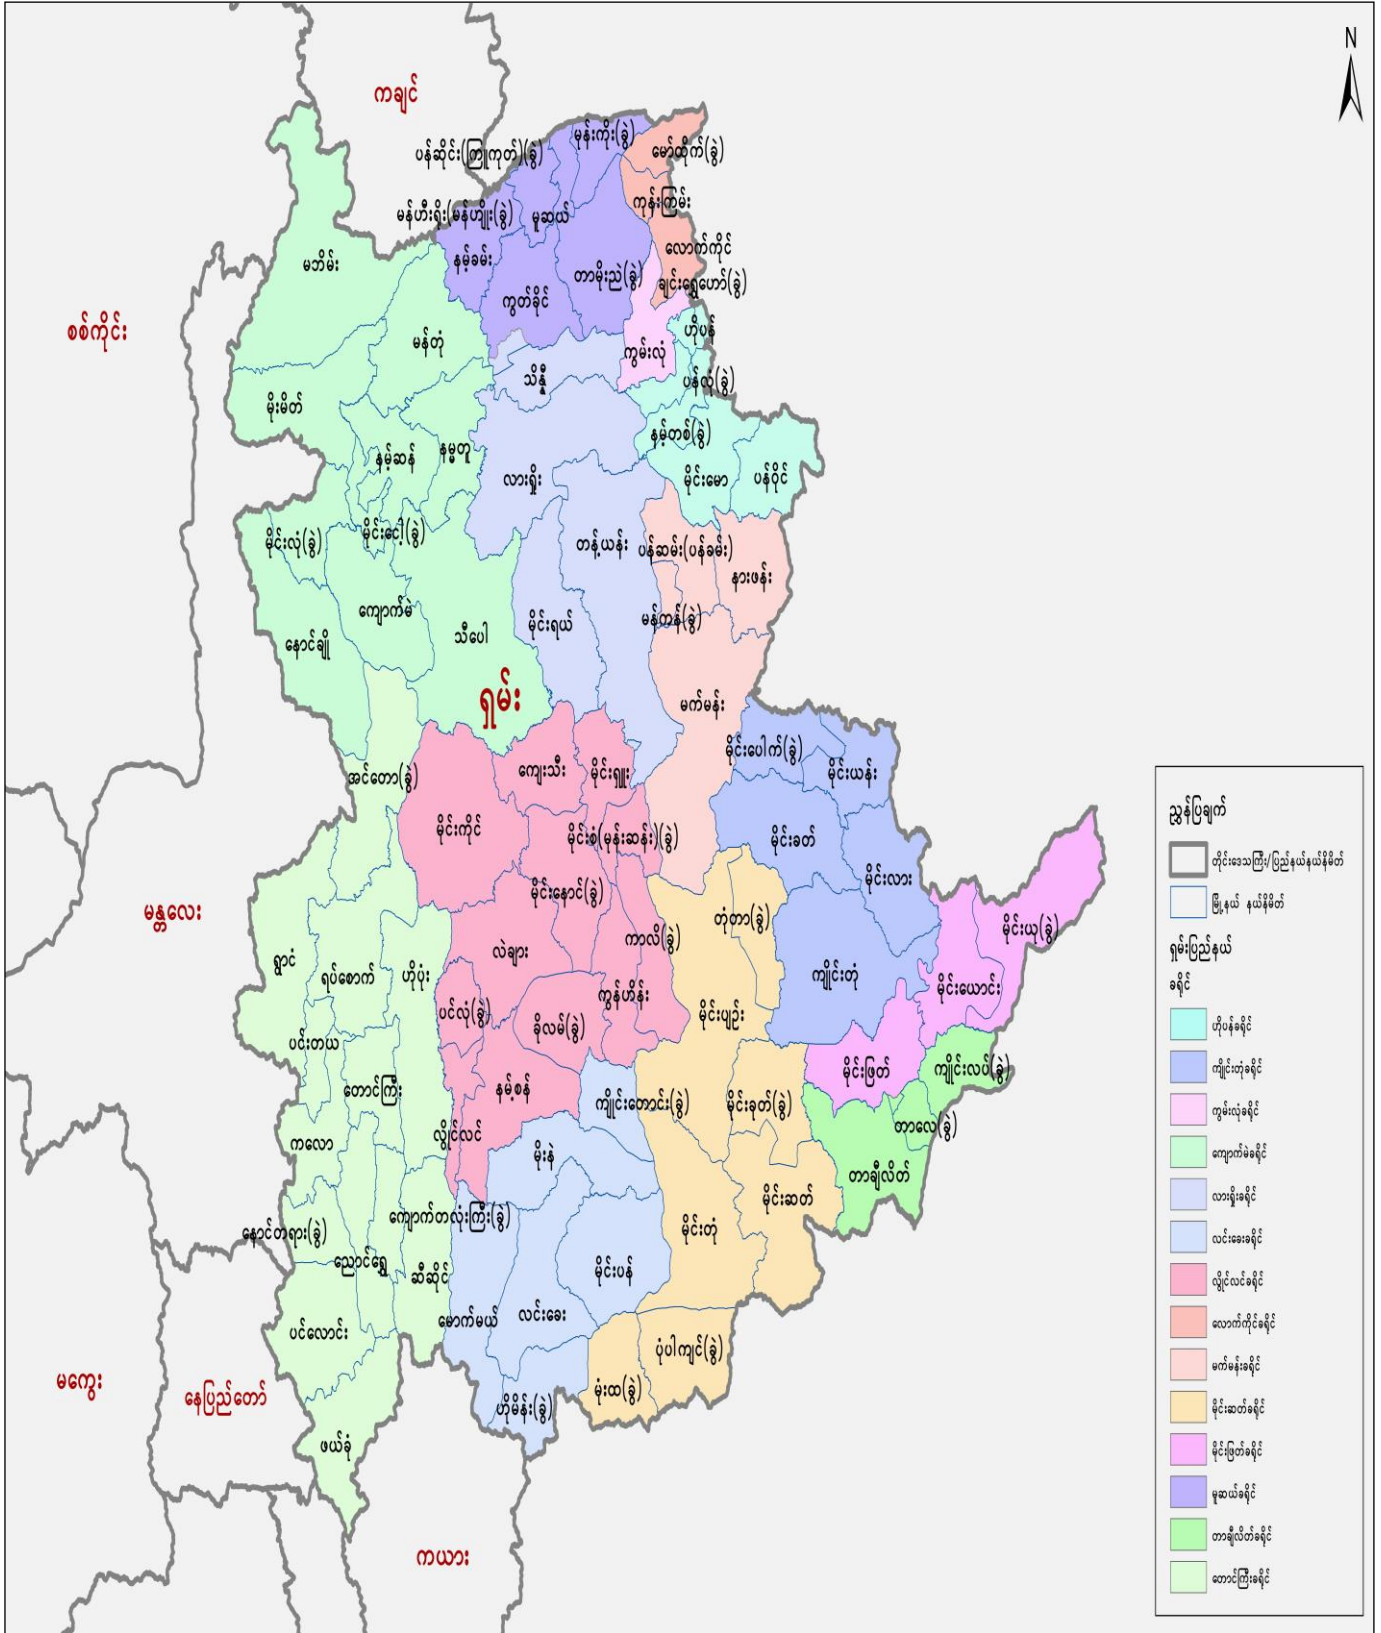 N
ကချင်
မုန်းကိုး(ခွဲ)
မော်ထိုက်(ခွဲ)
ပန်ဆိုင်း(ကြူကုတ်)(ခွဲ)
ကုန်းကြမ်း
မန်ဟီးရိုး(မန်ဟျိုး(ခွဲ)
မူဆယ်
လောက်ကိုင်
နမ့်ခမ်း
မဘိမ်း
တာမိုးညဲ(ခွဲ)
ချင်းရွှေဟော်(ခွဲ)
ကွတ်ခိုင်
စစ်ကိုင်း
ဟိုပန်
မန်တုံ
ကွမ်းလုံ
သိန္နီ
ပန်လုံ(ခွဲ)
မိုးမိတ်
နမ့်တစ်(ခွဲ)
နမ္မတူ
နမ့်ဆန်
လားရှိုး
မိုင်းမော
ပန်ဝိုင်
မိုင်းငေါ့(ခွဲ)
မိုင်းလုံ(ခွဲ)
တန့်ယန်း
ပန်ဆမ်း(ပန်ခမ်း)
နားဖန်း
ကျောက်မဲ
မန်ကန်(ခွဲ)
မိုင်းရယ်
သီပေါ
နောင်ချို
ရှမ်း
မက်မန်း
မိုင်းပေါက်(ခွဲ)
အင်တော(ခွဲ)
ကျေးသီး
မိုင်းရှူး
မိုင်းယန်း
မိုင်းကိုင်
မိုင်းစံ(မုန်းဆန်း)(ခွဲ)
မိုင်းခတ်
မိုင်းလား
မိုင်းနောင်(ခွဲ)
မန္တလေး
တုံတာ(ခွဲ)
မိုင်းယု(ခွဲ)
ကာလိ(ခွဲ)
လဲချား
ရွာငံ
ရပ်စောက်
ဟိုပုံး
ကျိုင်းတုံ
မိုင်းယောင်း
ကွန်ဟိန်း
ပင်လုံ(ခွဲ)
ခိုလမ်(ခွဲ)
မိုင်းပျဉ်း
ပင်းတယ
မိုင်းဖြတ်
ကျိုင်းလပ်(ခွဲ)
တောင်ကြီး
နမ့်စန်
ကျိုင်းတောင်း(ခွဲ)
မိုင်းခုတ်(ခွဲ)
တာလေ(ခွဲ)
လွိုင်လင်
ကလော
မိုးနဲ
တာချီလိတ်
မိုင်းဆတ်
ကျောက်တလုံးကြီး(ခွဲ)
နောင်တရား(ခွဲ)
မိုင်းတုံ
ညောင်ရွှေ
ဆီဆိုင်
မိုင်းပန်
မောက်မယ်
လင်းခေး
ပင်လောင်း
ပုံပါကျင်(ခွဲ)
မကွေး
နေပြည်တော်
မုံးထ(ခွဲ)
ဟိုမိန်း(ခွဲ)
ဖယ်ခုံ
ကယား
ညွှန်ပြချက်
တိုင်းဒေသကြီး/ပြည်နယ်နယ်နိမိတ်
မြို့နယ် နယ်နိမိတ်
ရှမ်းပြည်နယ်
ခရိုင်
ဟိုပန်ခရိုင်
ကျိုင်းတုံခရိုင်
ကွမ်းလုံခရိုင်
ကျောက်မဲခရိုင်
လားရှိုးခရိုင်
လင်းခေးခရိုင်
လွိုင်လင်ခရိုင်
လောက်ကိုင်ခရိုင်
မက်မန်းခရိုင်
မိုင်းဆတ်ခရိုင်
မိုင်းဖြတ်ခရိုင်
မူဆယ်ခရိုင်
တာချီလိတ်ခရိုင်
တောင်ကြီးခရိုင်